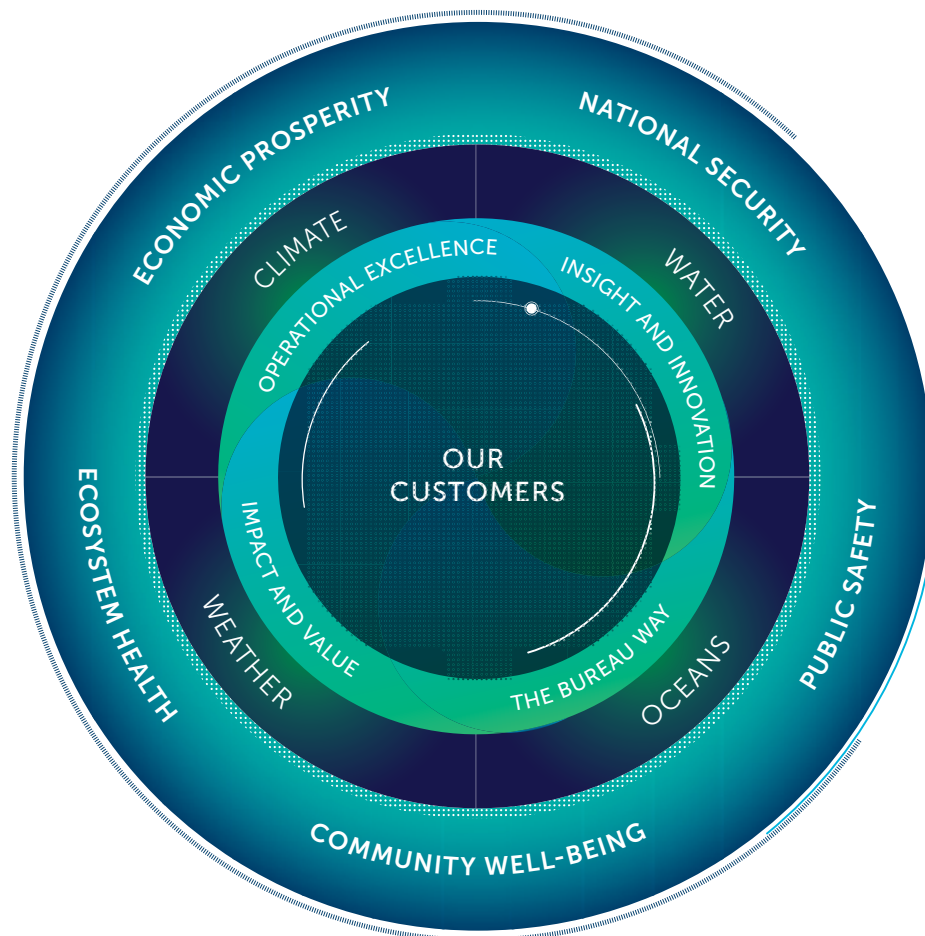 ECONOMIC PROSPERITY
NATIONAL SECURITY
PUBLIC SAFETY
COMMUNITY WELL-BEING
ECOSYSTEM HEALTH
CLIMATE
WATER
OCEANS
WEATHER
OPERATIONAL EXCELLENCE
INSIGHT AND INNOVATION
THE BUREAU WAY
IMPACT AND VALUE
OUR
CUSTOMERS